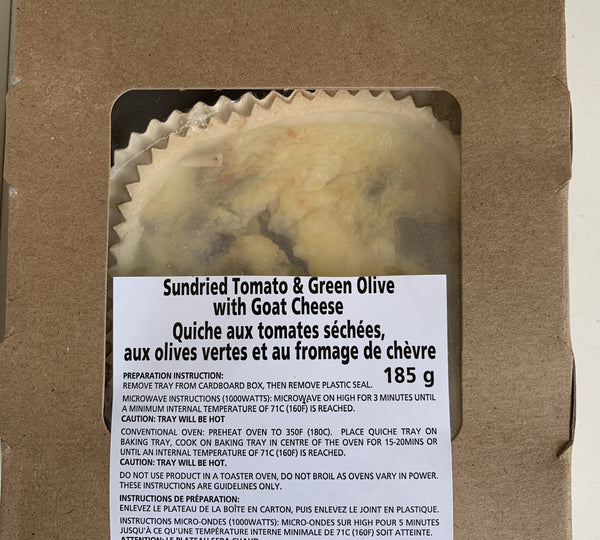 Sundried Tomato & Green Olive
with Goat Cheese
Quiche aux tomates séchées,
aux olives vertes et au fromage de chèvre
185 g
PREPARATION INSTRUCTION:
REMOVE TRAY FROM CARDBOARD BOX, THEN REMOVE PLASTIC SEAL.
MICROWAVE INSTRUCTIONS (1000WATTS): MICROWAVE ON HIGH FOR 3 MINUTES UNTIL
A MINIMUM INTERNAL TEMPERATURE OF 71C (160F) IS REACHED.
CAUTION: TRAY WILL BE HOT
CONVENTIONAL OVEN: PREHEAT OVEN TO 350F (180C). PLACE QUICHE TRAY ON
BAKING TRAY, COOK ON BAKING TRAY IN CENTRE OF THE OVEN FOR 15-20MINS OR
UNTIL AN INTERNAL TEMPERATURE OF 71C (160F) IS REACHED.
CAUTION: TRAY WILL BE HOT.
DO NOT USE PRODUCT IN A TOASTER OVEN, DO NOT BROIL AS OVENS VARY IN POWER.
THESE INSTRUCTIONS ARE GUIDELINES ONLY.
INSTRUCTIONS DE PRÉPARATION:
ENLEVEZ LE PLATEAU DE LA BOÎTE EN CARTON, PUIS ENLEVEZ LE JOINT EN PLASTIQUE.
INSTRUCTIONS MICRO-ONDES (1000WATTS): MICRO-ONDES SUR HIGH POUR 5 MINUTES
JUSQU'À CE QU'UNE TEMPÉRATURE INTERNE MINIMALE DE 71C (160F) SOIT ATTEINTE.
ATTENTION: LE PLATEAU SERA CHAUD